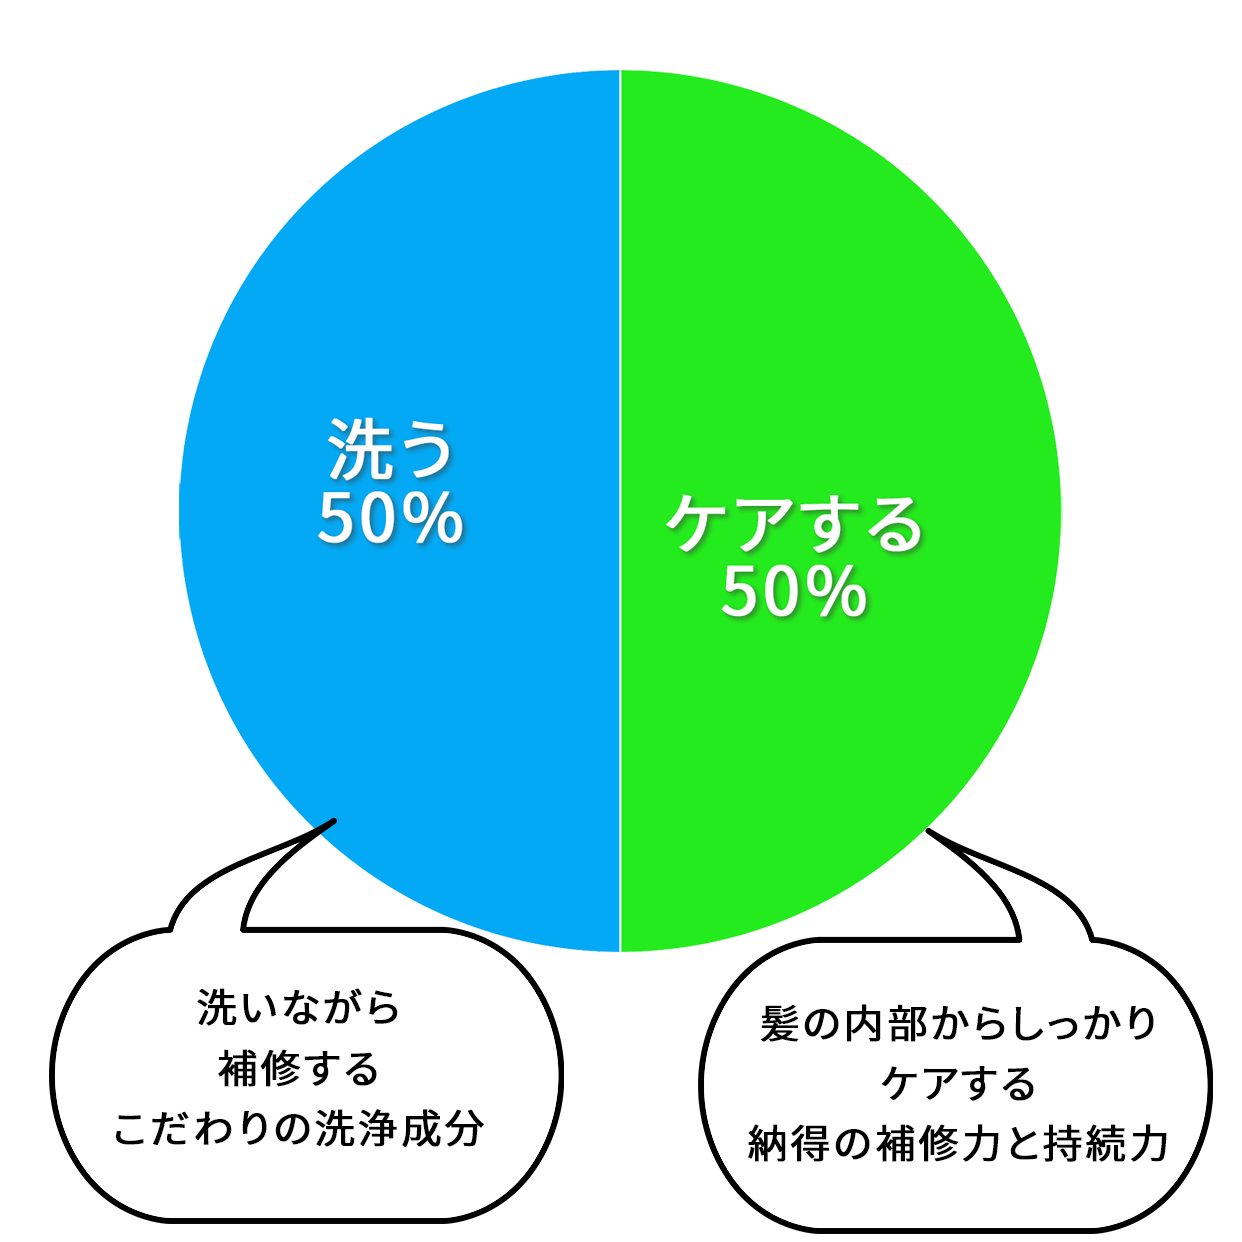 洗う
50%
ケアする
50%
洗いながら
補修する
こだわりの洗浄成分
髪の内部からしっかり
ケアする
納得の補修力と持続力